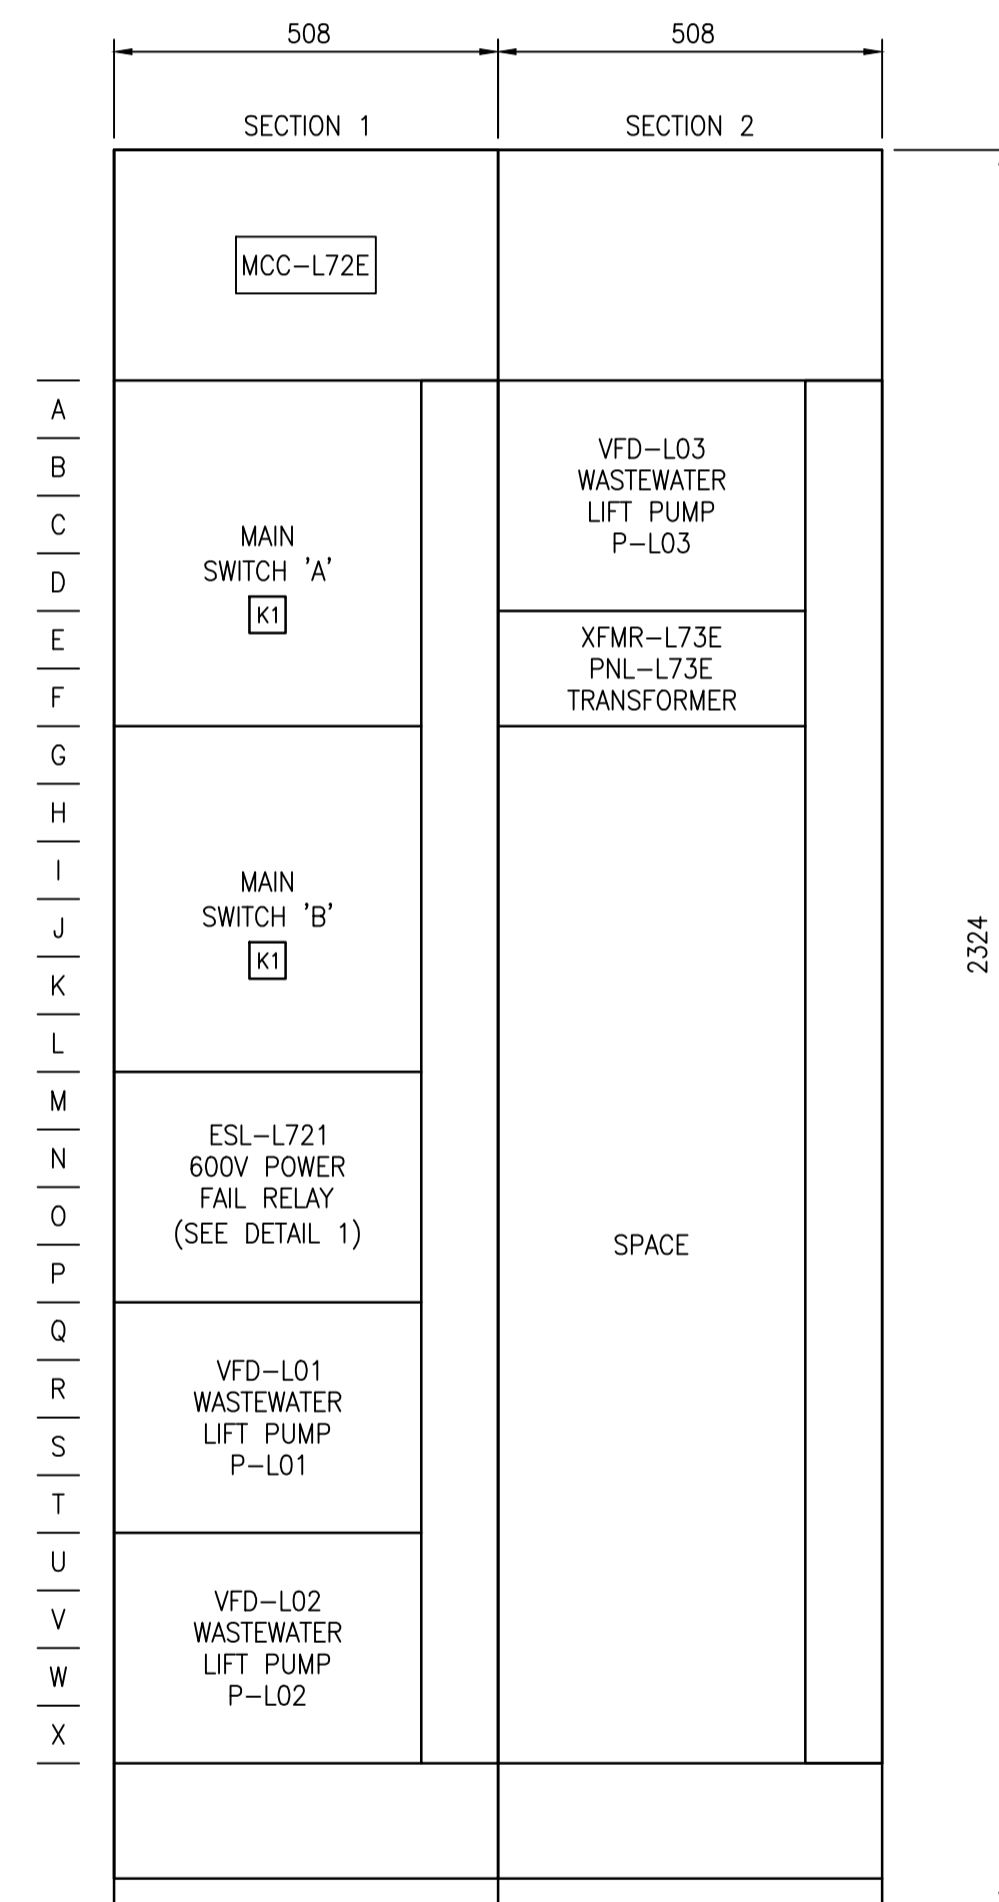 508
508
SECTION 1
SECTION 2
MCC-L72E
A
B
C
D
E
F
G
H
I
J
K
L
M
N
O
P
Q
R
S
T
U
V
W
X
MAIN
SWITCH 'A'
K1
MAIN
SWITCH 'B'
K1
ESL-L721
600V POWER
FAIL RELAY
(SEE DETAIL 1)
VFD-L01
WASTEWATER
LIFT PUMP
P-L01
VFD-L02
WASTEWATER
LIFT PUMP
P-L02
VFD-L03
WASTEWATER
LIFT PUMP
P-L03
XFMR-L73E
PNL-L73E
TRANSFORMER
SPACE
2324